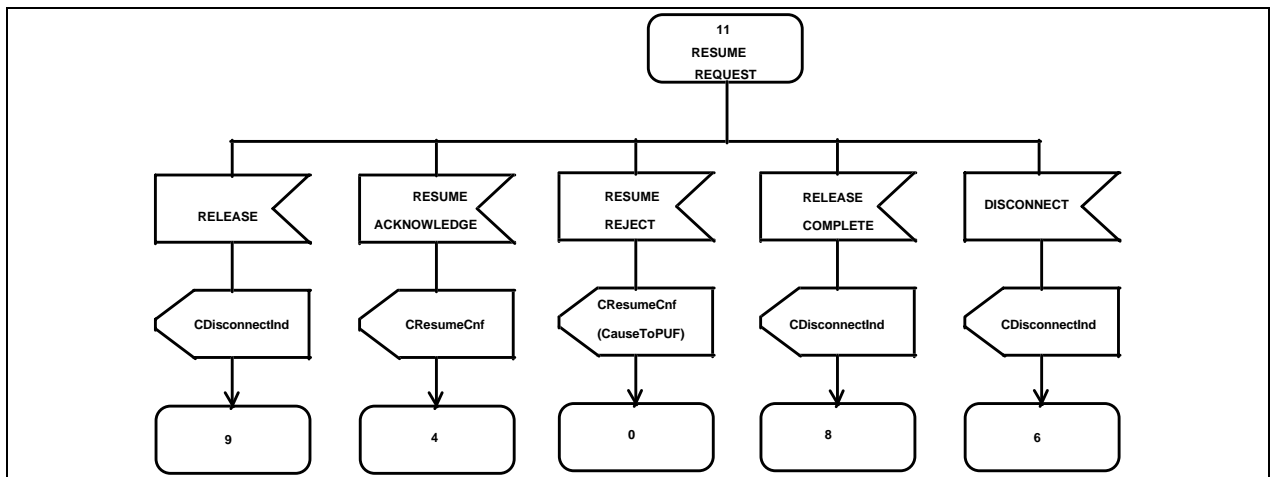 11
RESUME
REQUEST
RELEASE
RESUME
ACKNOWLEDGE
RESUME
REJECT
RELEASE
COMPLETE
DISCONNECT
CDisconnectInd
CResumeCnf
CResumeCnf
(CauseToPUF)
CDisconnectInd
CDisconnectInd
9
4
0
8
6